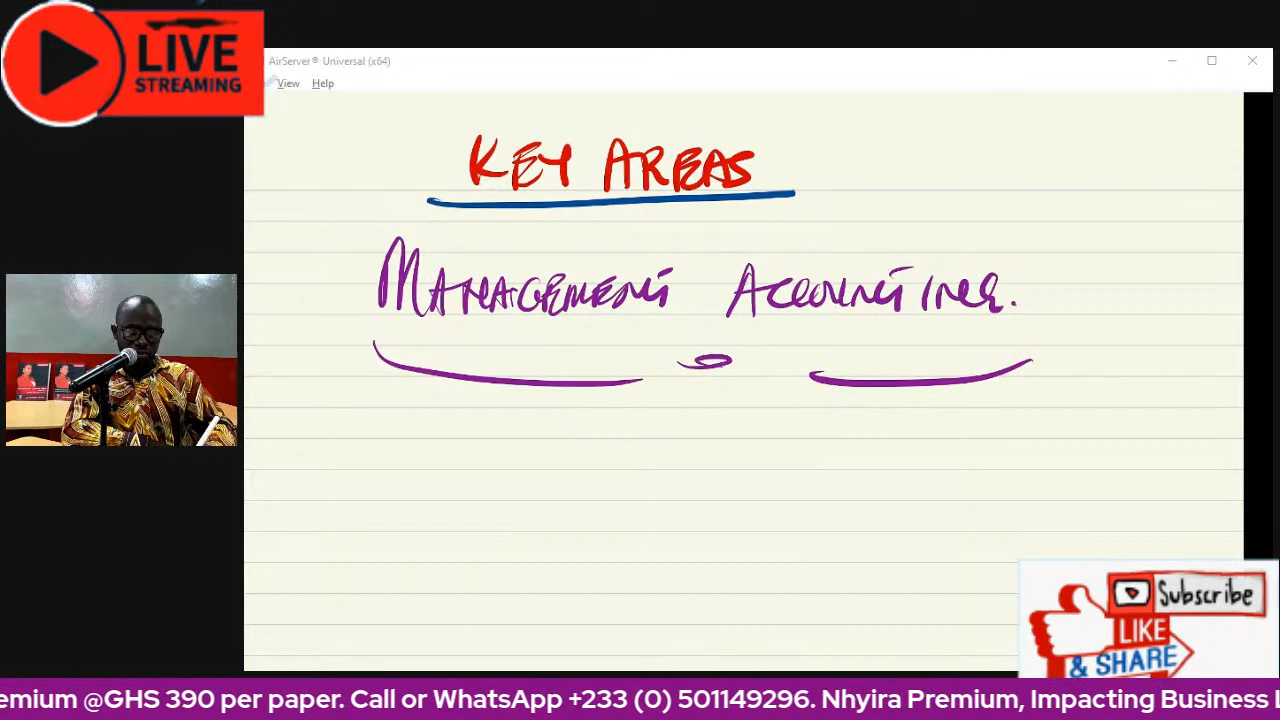 LIVE
STREAMING
AirServer® Universal (x64)
View Help
KEY AREAS
MANAGEMENT ACCOUNTING.
Subscribe
LIKE
& SHARE
emium @GHS 390 per paper. Call or WhatsApp +233 (0) 501149296. Nhyira Premium, Impacting Business L